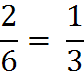 2/6 = 1/3